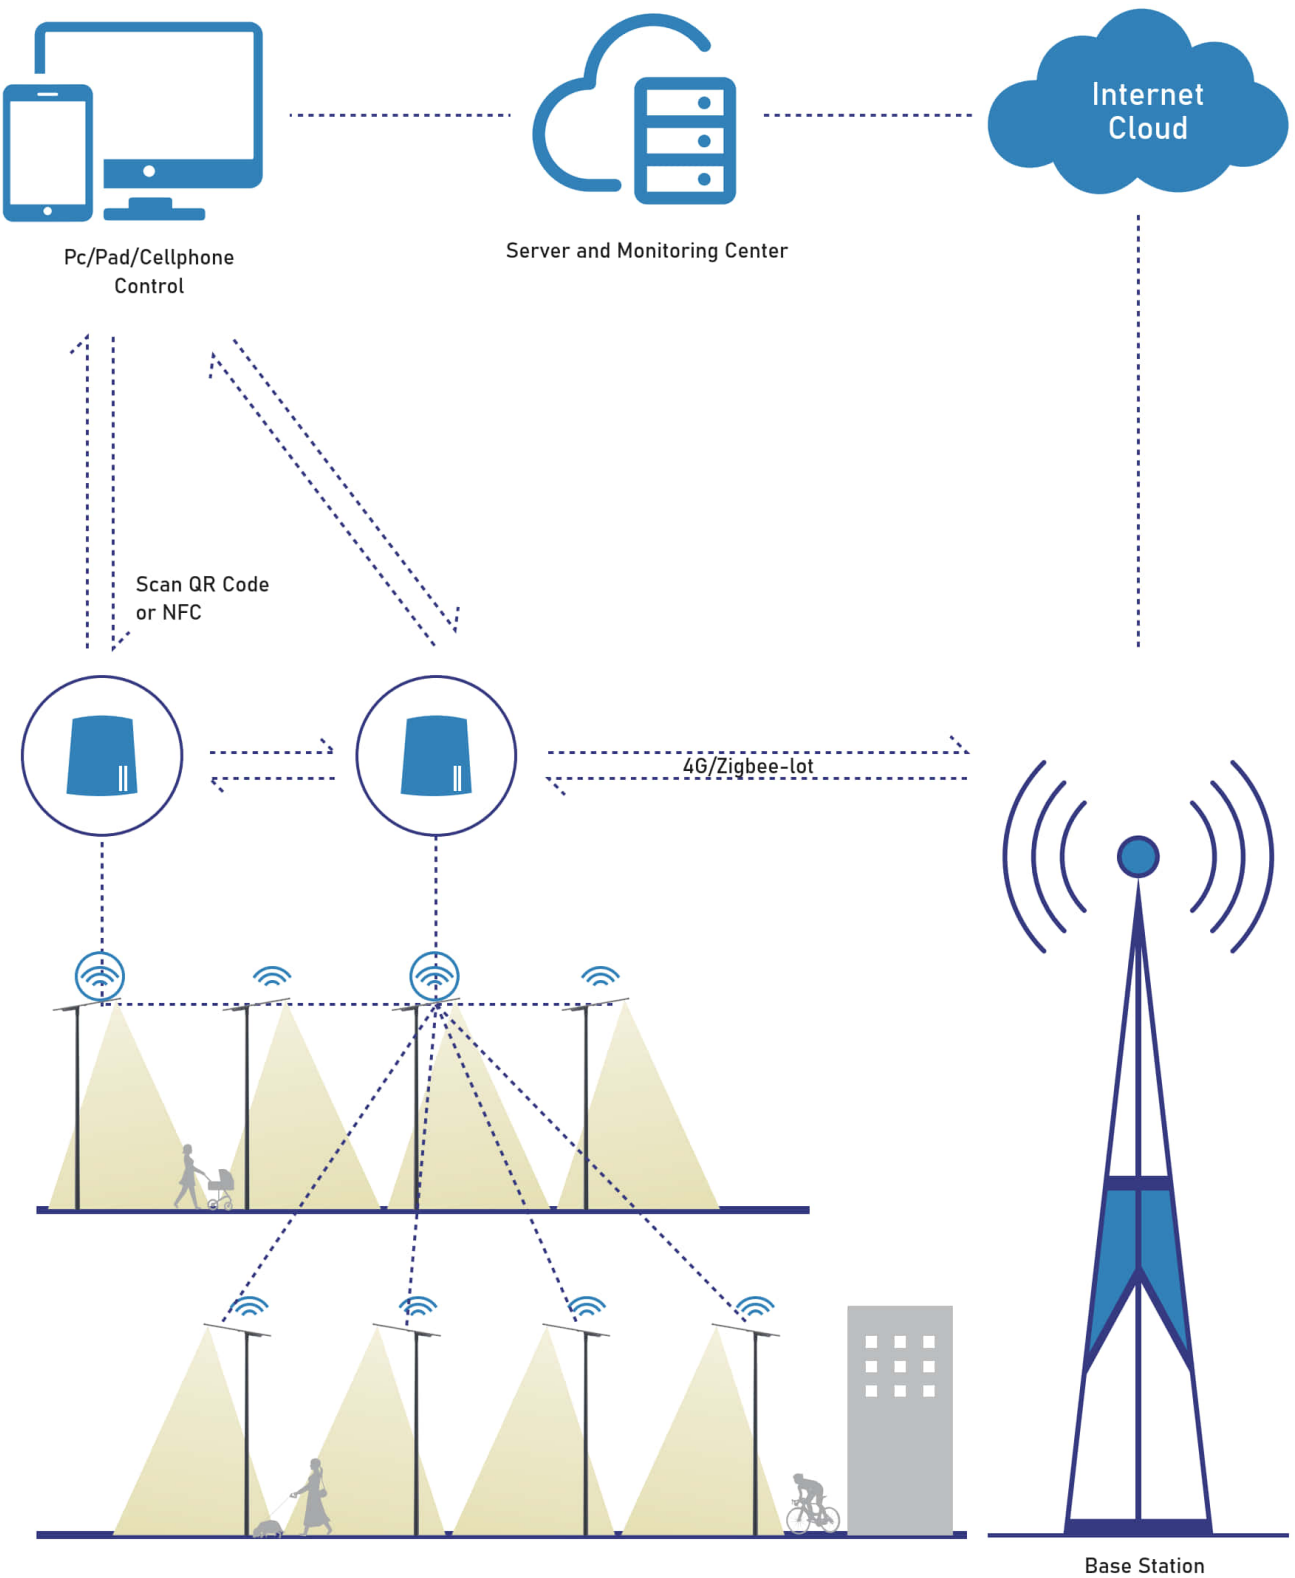 Internet
Cloud
Pc/Pad/Cellphone
Control
Server and Monitoring Center
Scan QR Code
or NFC
4G/Zigbee-lot
Base Station